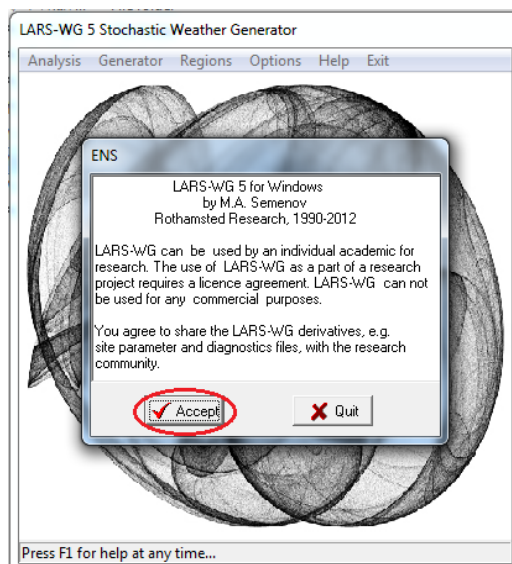 LARS-WG 5 Stochastic Weather Generator
Analysis Generator Regions Options Help Exit
ENS
LARS-WG 5 for Windows
by M.A. Semenov
Rothamsted Research, 1990-2012
LARS-WG can be used by an individual academic for
research. The use of LARS-WG as a part of a research
project requires a licence agreement. LARS-WG can not
be used for any commercial purposes.
You agree to share the LARS-WG derivatives, e.g.
site parameter and diagnostics files, with the research
community.
Accept Quit
Press F1 for help at any time...